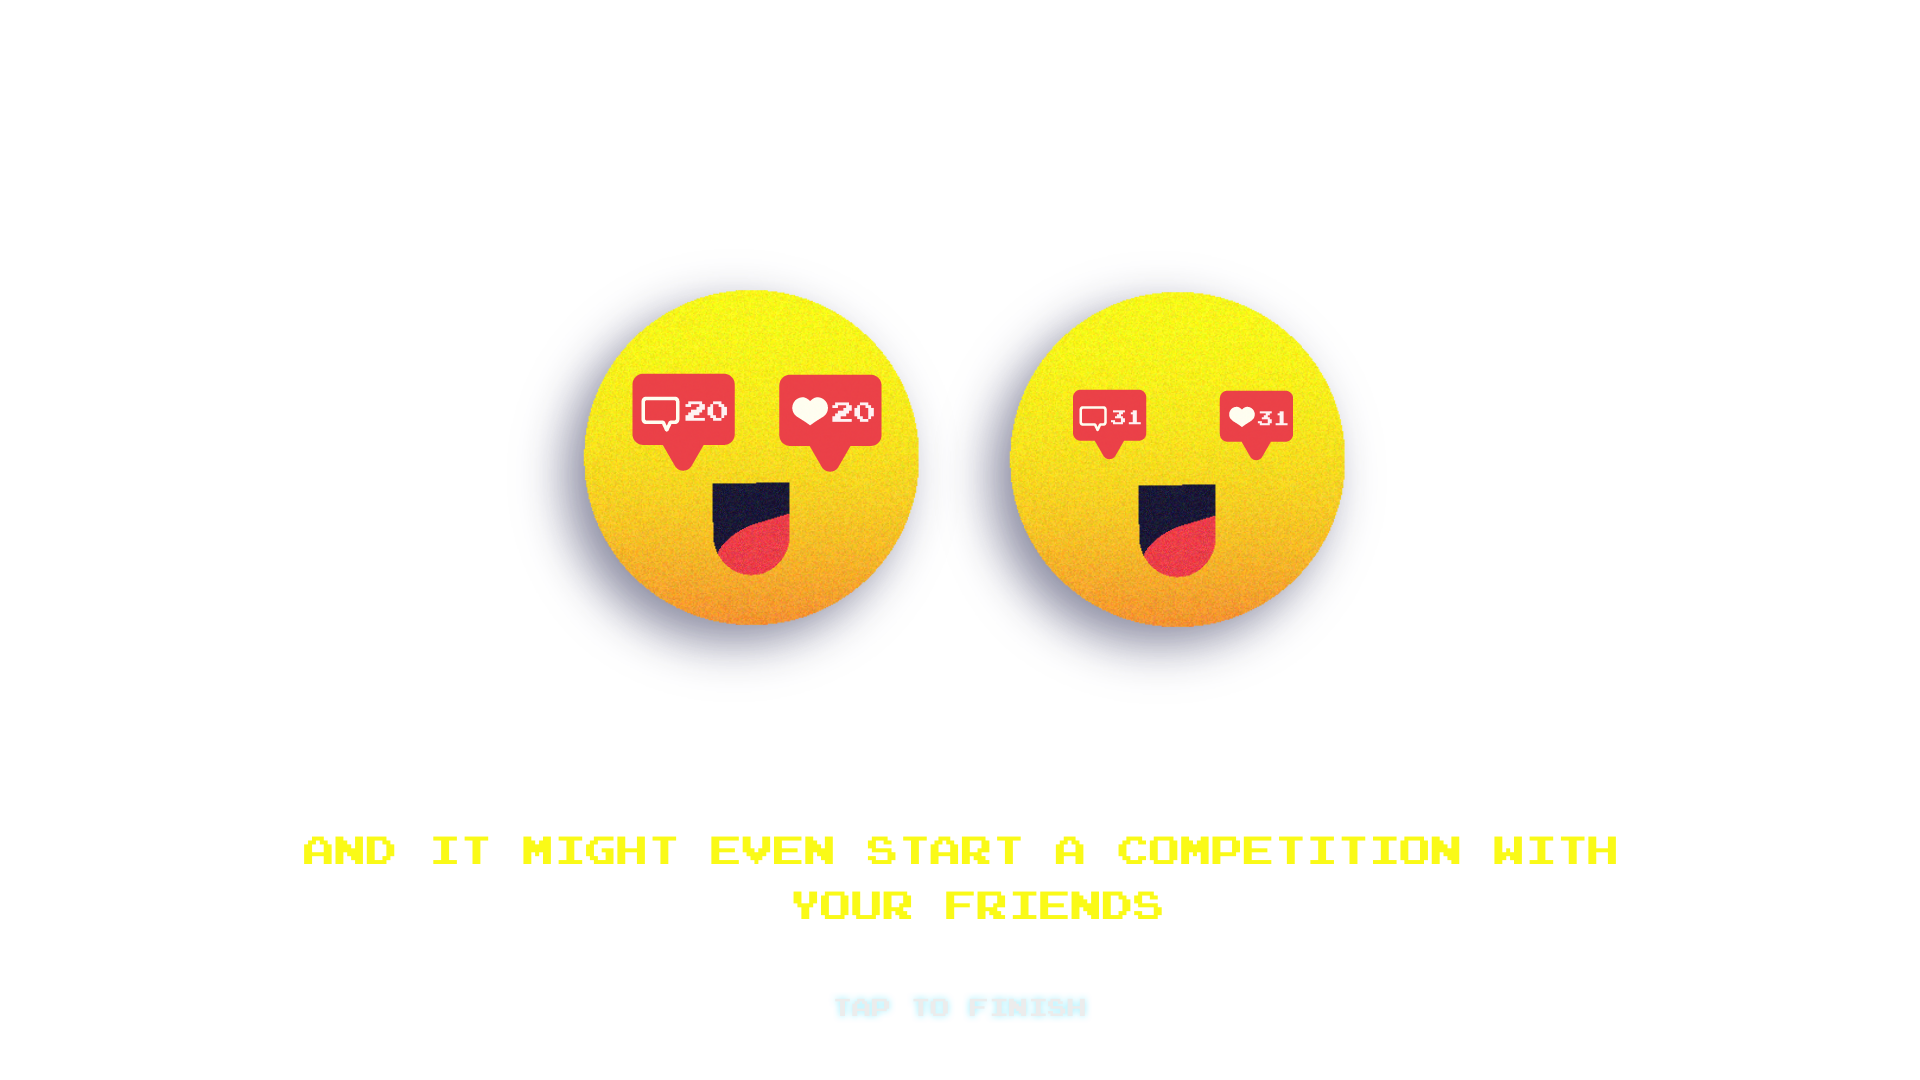 20 20 31 31
AND IT MIGHT EVEN START A COMPETITION WITH
YOUR FRIENDS
TAP TO FINISH